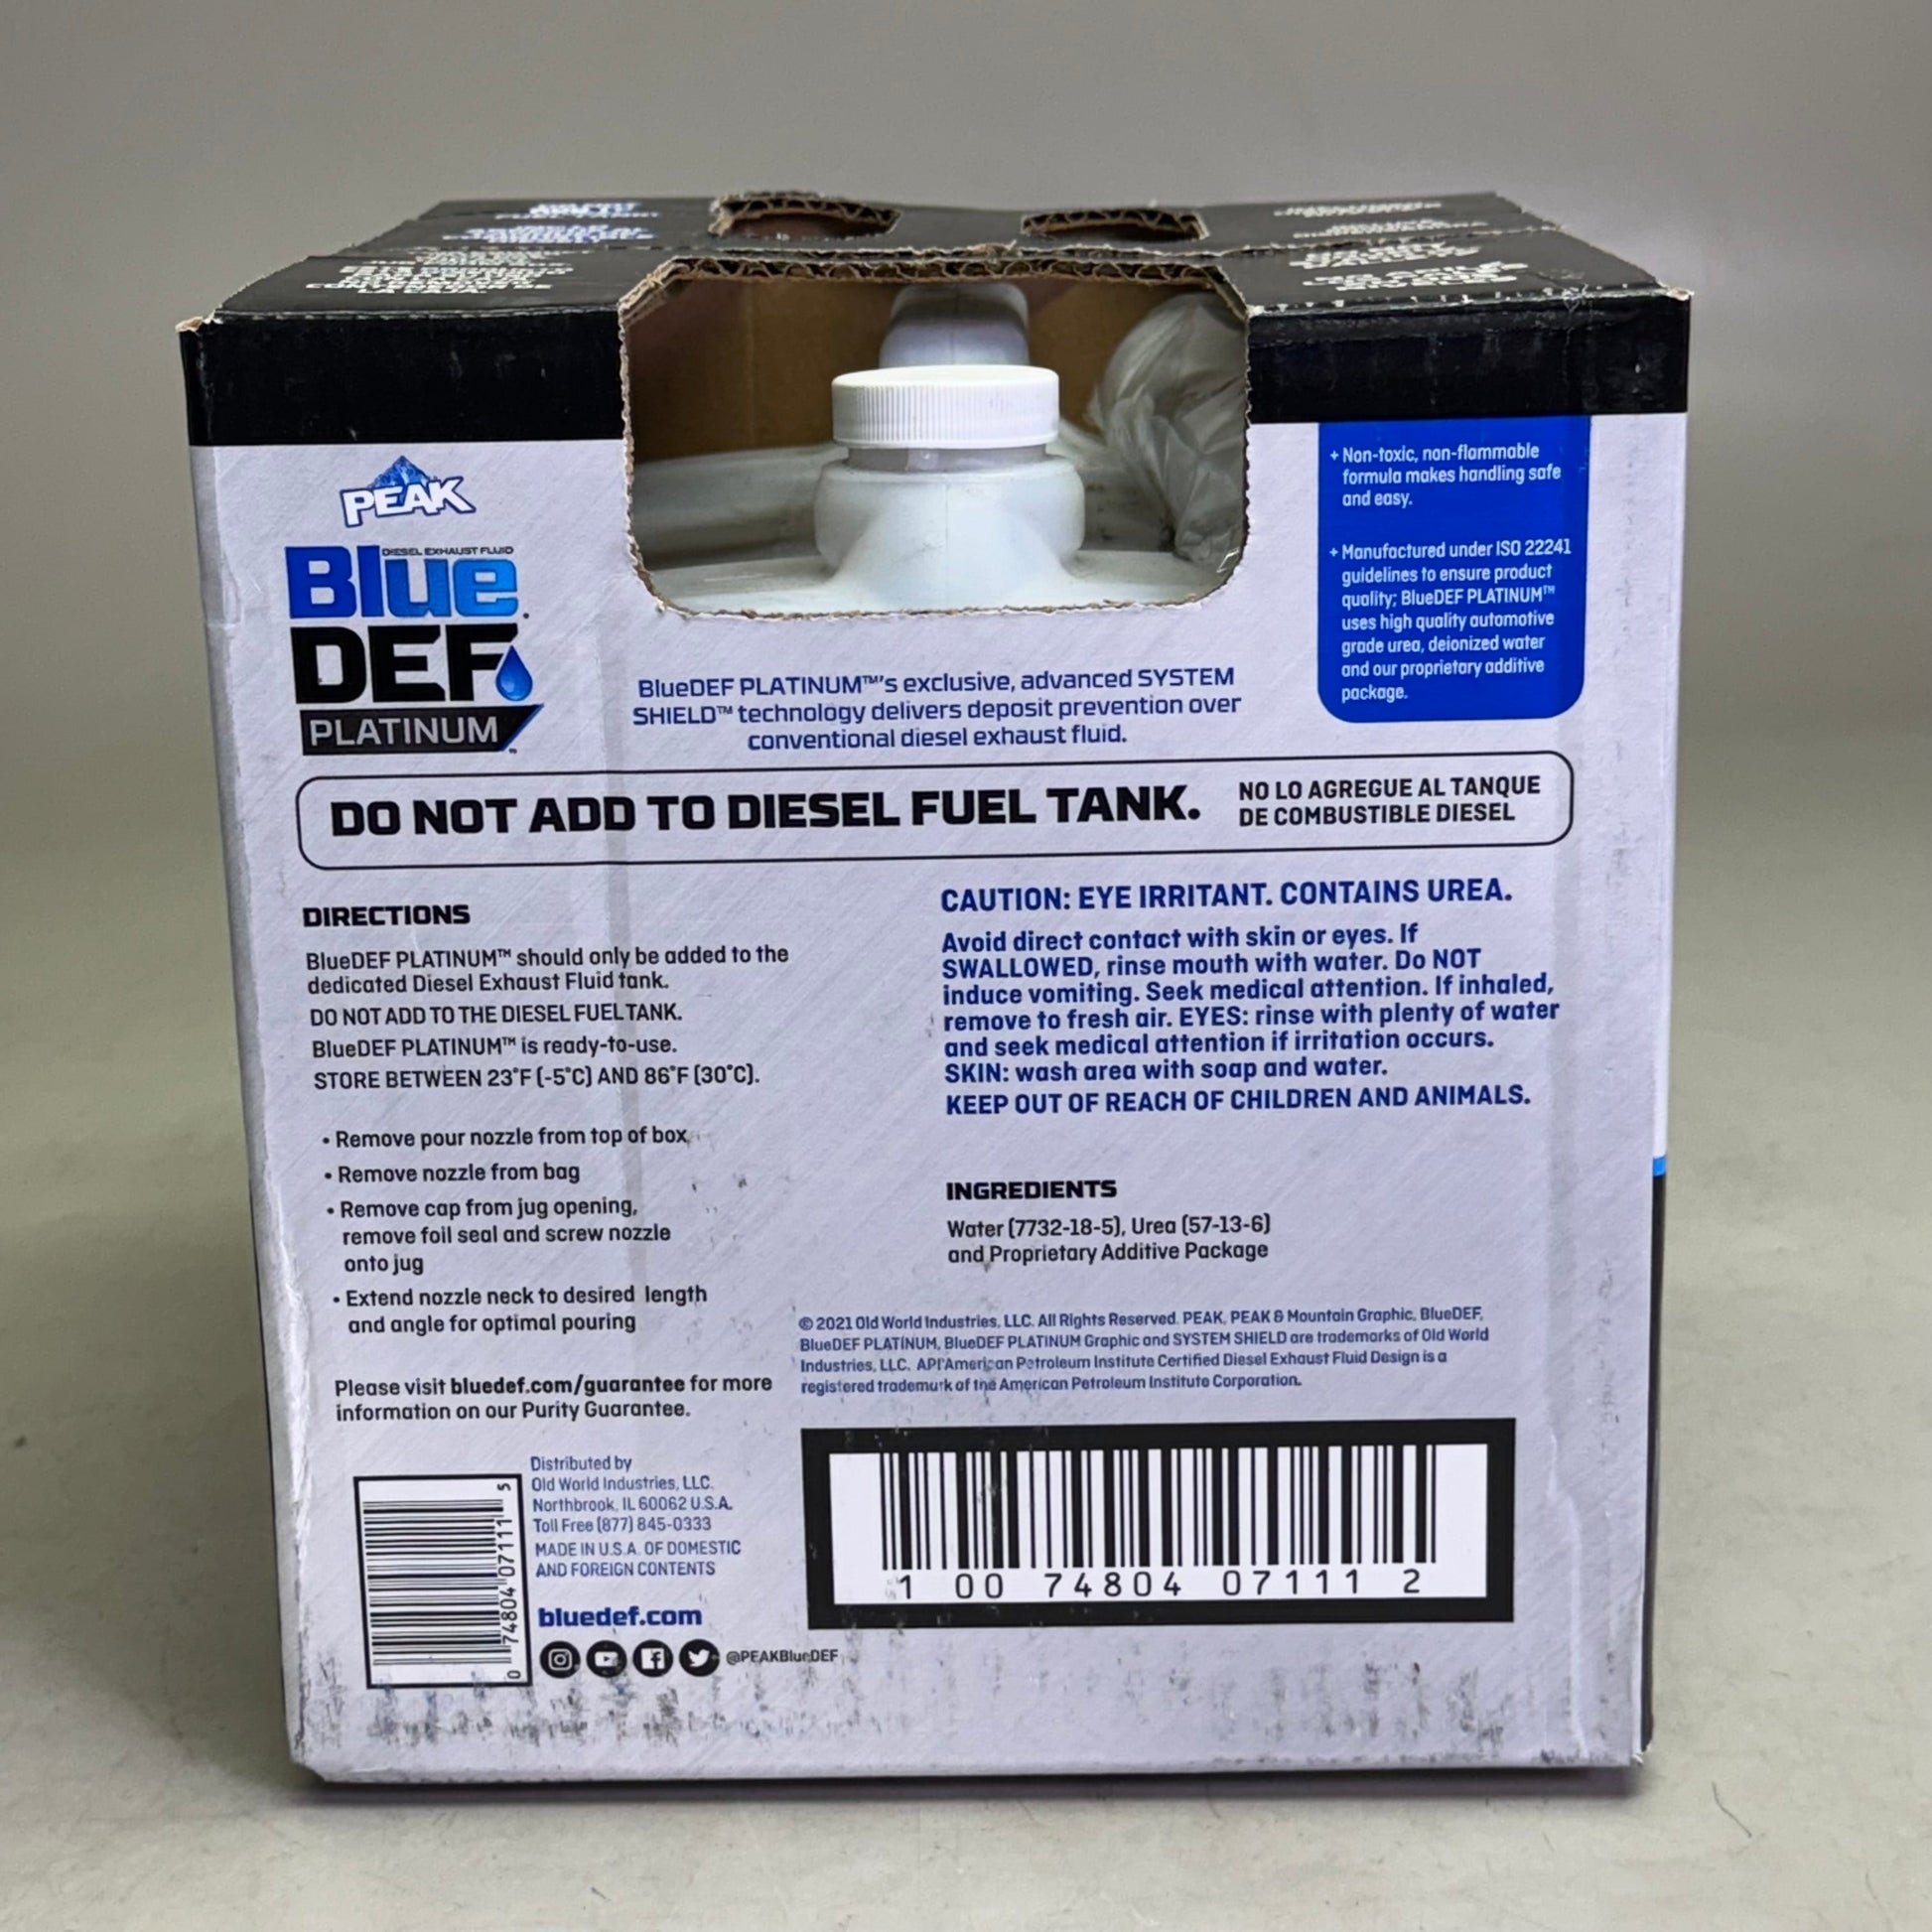 PEAK
DIESEL EXHAUST FLUID
Blue
DEF
PLATINUM™
+ Non-toxic, non-flammable
formula makes handling safe
and easy.
+ Manufactured under ISO 22241
guidelines to ensure product
quality; BlueDEF PLATINUM™
uses high quality automotive
grade urea, deionized water
and our proprietary additive
package.
BlueDEF PLATINUM™'s exclusive, advanced SYSTEM
SHIELD™ technology delivers deposit prevention over
conventional diesel exhaust fluid.
DO NOT ADD TO DIESEL FUEL TANK.
NO LO AGREGUE AL TANQUE
DE COMBUSTIBLE DIESEL
DIRECTIONS
BlueDEF PLATINUM™ should only be added to the
dedicated Diesel Exhaust Fluid tank.
DO NOT ADD TO THE DIESEL FUEL TANK.
BlueDEF PLATINUM™ is ready-to-use.
STORE BETWEEN 23°F (-5°C) AND 86°F (30°C).
• Remove pour nozzle from top of box
• Remove nozzle from bag
• Remove cap from jug opening,
remove foil seal and screw nozzle
onto jug
• Extend nozzle neck to desired length
and angle for optimal pouring
Please visit bluedef.com/guarantee for more
information on our Purity Guarantee.
CAUTION: EYE IRRITANT. CONTAINS UREA.
Avoid direct contact with skin or eyes. If
SWALLOWED, rinse mouth with water. Do NOT
induce vomiting. Seek medical attention. If inhaled,
remove to fresh air. EYES: rinse with plenty of water
and seek medical attention if irritation occurs.
SKIN: wash area with soap and water.
KEEP OUT OF REACH OF CHILDREN AND ANIMALS.
INGREDIENTS
Water (7732-18-5), Urea (57-13-6)
and Proprietary Additive Package
© 2021 Old World Industries, LLC. All Rights Reserved. PEAK, PEAK & Mountain Graphic, BlueDEF,
BlueDEF PLATINUM, BlueDEF PLATINUM Graphic and SYSTEM SHIELD are trademarks of Old World
Industries, LLC. API American Petroleum Institute Certified Diesel Exhaust Fluid Design is a
registered trademark of the American Petroleum Institute Corporation.
0 74804 07111 5
Distributed by
Old World Industries, LLC.
Northbrook, IL 60062 U.S.A.
Toll Free (877) 845-0333
MADE IN U.S.A. OF DOMESTIC
AND FOREIGN CONTENTS
bluedef.com
@PEAKBlueDEF
1 00 74804 07111 2